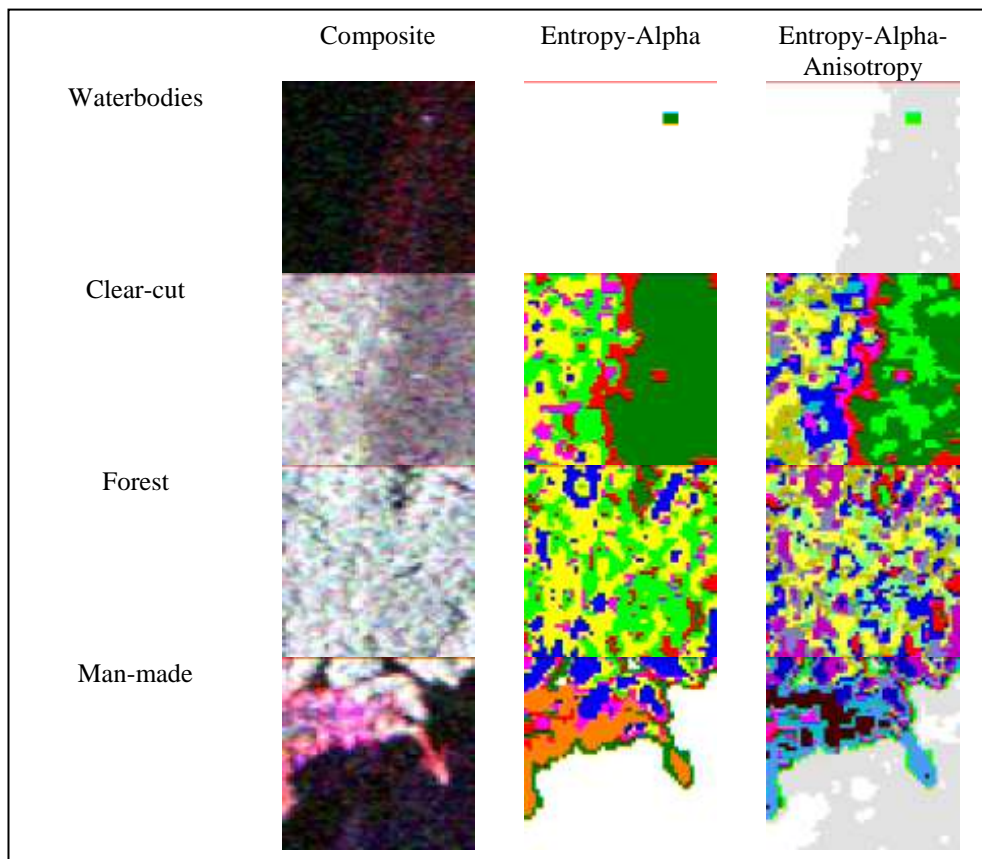 Composite
Entropy-Alpha
Entropy-Alpha-
Anisotropy
Waterbodies
Clear-cut
Forest
Man-made